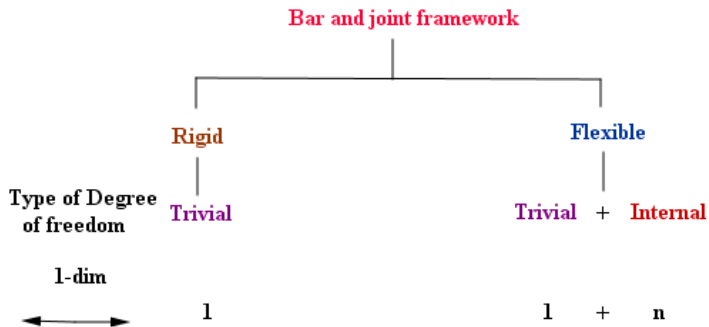 Bar and joint framework
Rigid Flexible
Type of Degree
of freedom
Trivial Trivial + Internal
1-dim
1 1 + n